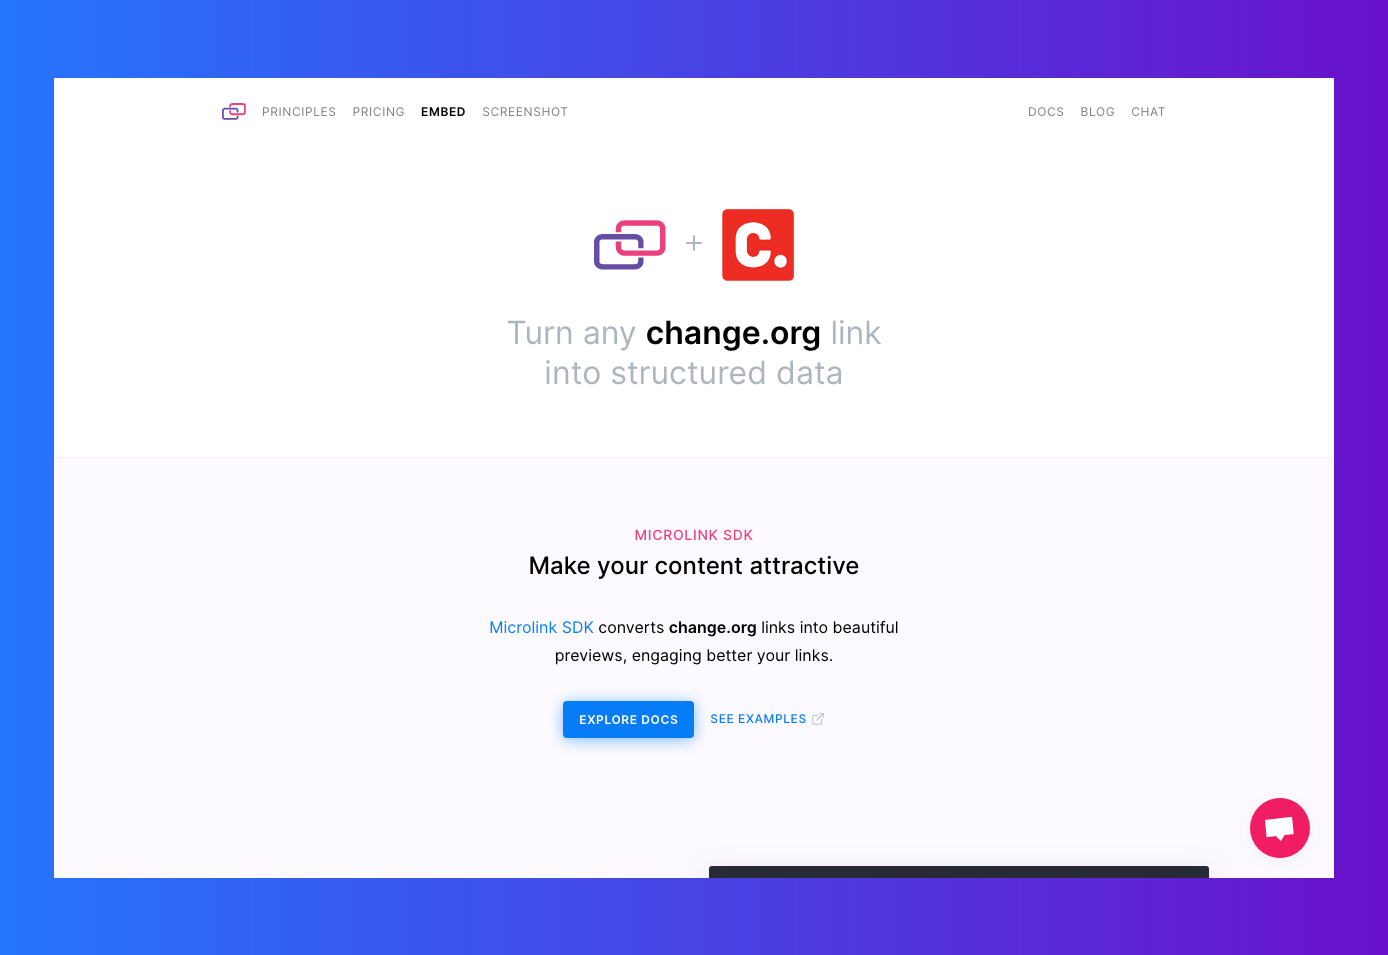 PRINCIPLES PRICING EMBED SCREENSHOT DOCS BLOG CHAT
+ C.
Turn any change.org link
into structured data
MICROLINK SDK
Make your content attractive
Microlink SDK converts change.org links into beautiful
previews, engaging better your links.
EXPLORE DOCS SEE EXAMPLES